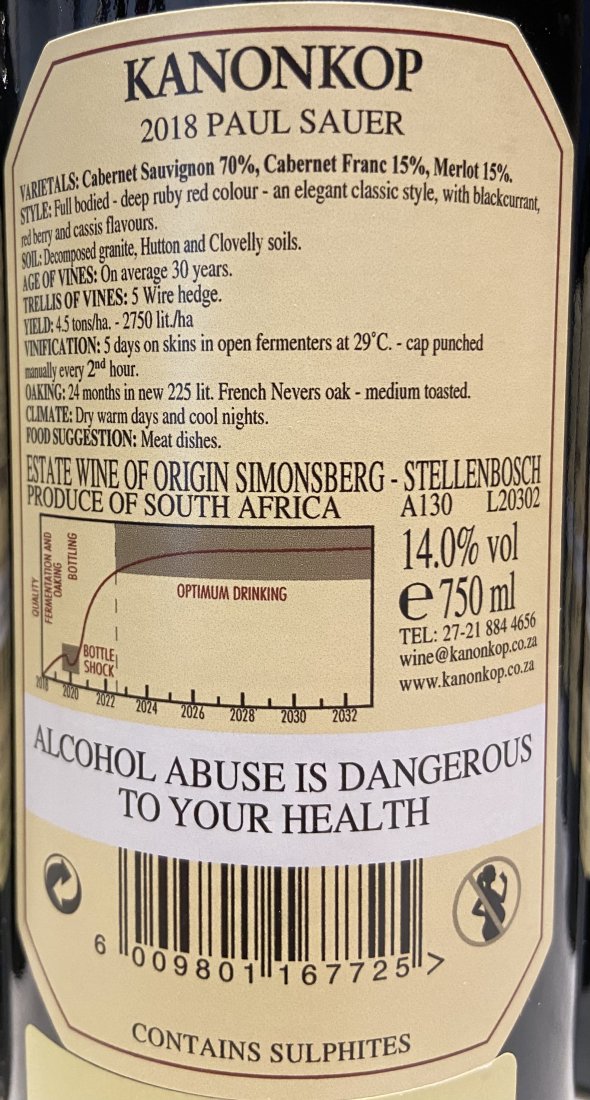 KANONKOP
2018 PAUL SAUER
VARIETALS: Cabernet Sauvignon 70%, Cabernet Franc 15%, Merlot 15%.
STYLE: Full bodied - deep ruby red colour - an elegant classic style, with blackcurrant,
red berry and cassis flavours.
SOIL: Decomposed granite, Hutton and Clovelly soils.
AGE OF VINES: On average 30 years.
TRELLIS OF VINES: 5 Wire hedge.
YIELD: 4.5 tons/ha. - 2750 lit./ha
VINIFICATION: 5 days on skins in open fermenters at 29°C. - cap punched
manually every 2nd hour.
OAKING: 24 months in new 225 lit. French Nevers oak - medium toasted.
CLIMATE: Dry warm days and cool nights.
FOOD SUGGESTION: Meat dishes.
ESTATE WINE OF ORIGIN SIMONSBERG - STELLENBOSCH
PRODUCE OF SOUTH AFRICA A130 L20302
QUALITY
FERMENTATION AND
OAKING
BOTTLING
OPTIMUM DRINKING
BOTTLE
SHOCK
2018 2020 2022 2024 2026 2028 2030 2032
14.0% vol
e 750 ml
TEL: 27-21 884 4656
wine@kanonkop.co.za
www.kanonkop.co.za
ALCOHOL ABUSE IS DANGEROUS
TO YOUR HEALTH
6 009801 167725 >
CONTAINS SULPHITES